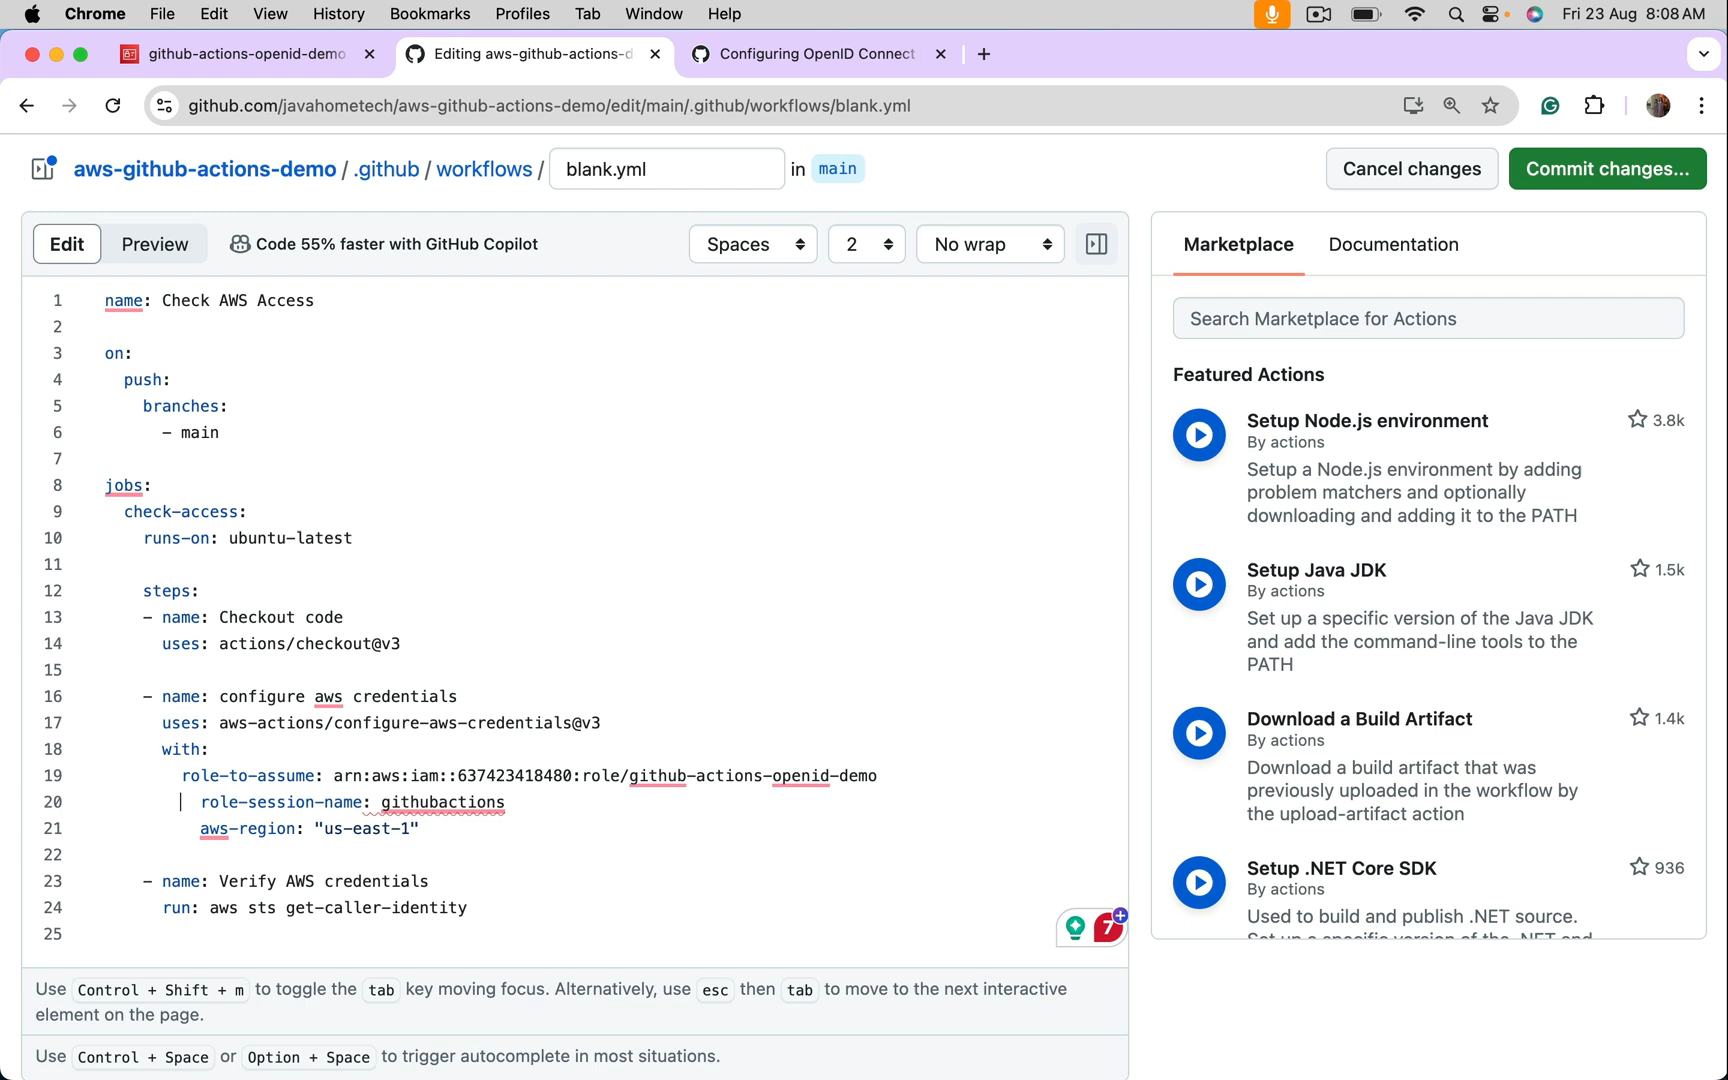 Chrome File Edit View History Bookmarks Profiles Tab Window Help Fri 23 Aug 8:08 AM
github-actions-openid-demo Editing aws-github-actions-d Configuring OpenID Connect
github.com/javahometech/aws-github-actions-demo/edit/main/.github/workflows/blank.yml
aws-github-actions-demo / .github / workflows / blank.yml in main Cancel changes Commit changes...
Edit Preview Code 55% faster with GitHub Copilot Spaces 2 No wrap
1 name: Check AWS Access
2
3 on:
4 push:
5 branches:
6 - main
7
8 jobs:
9 check-access:
10 runs-on: ubuntu-latest
11
12 steps:
13 - name: Checkout code
14 uses: actions/checkout@v3
15
16 - name: configure aws credentials
17 uses: aws-actions/configure-aws-credentials@v3
18 with:
19 role-to-assume: arn:aws:iam::637423418480:role/github-actions-openid-demo
20 role-session-name: githubactions
21 aws-region: "us-east-1"
22
23 - name: Verify AWS credentials
24 run: aws sts get-caller-identity
25
7
Use Control + Shift + m to toggle the tab key moving focus. Alternatively, use esc then tab to move to the next interactive
element on the page.
Use Control + Space or Option + Space to trigger autocomplete in most situations.
Marketplace Documentation
Search Marketplace for Actions
Featured Actions
Setup Node.js environment 3.8k
By actions
Setup a Node.js environment by adding
problem matchers and optionally
downloading and adding it to the PATH
Setup Java JDK 1.5k
By actions
Set up a specific version of the Java JDK
and add the command-line tools to the
PATH
Download a Build Artifact 1.4k
By actions
Download a build artifact that was
previously uploaded in the workflow by
the upload-artifact action
Setup .NET Core SDK 936
By actions
Used to build and publish .NET source.
Set up a specific version of the .NET and